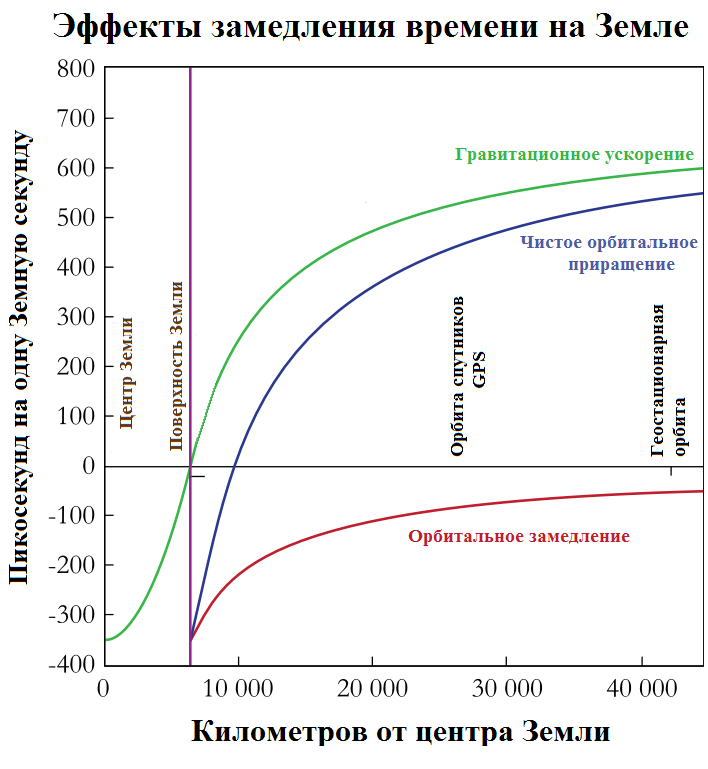 Эффекты замедления времени на Земле
Пикосекунд на одну Земную секунду
800
700
600
500
400
300
200
100
0
-100
-200
-300
-400
Гравитационное ускорение
Чистое орбитальное
приращение
Центр Земли
Поверхность Земли
Орбита спутников
GPS
Геостационарная
орбита
Орбитальное замедление
0
10 000
20 000
30 000
40 000
Километров от центра Земли